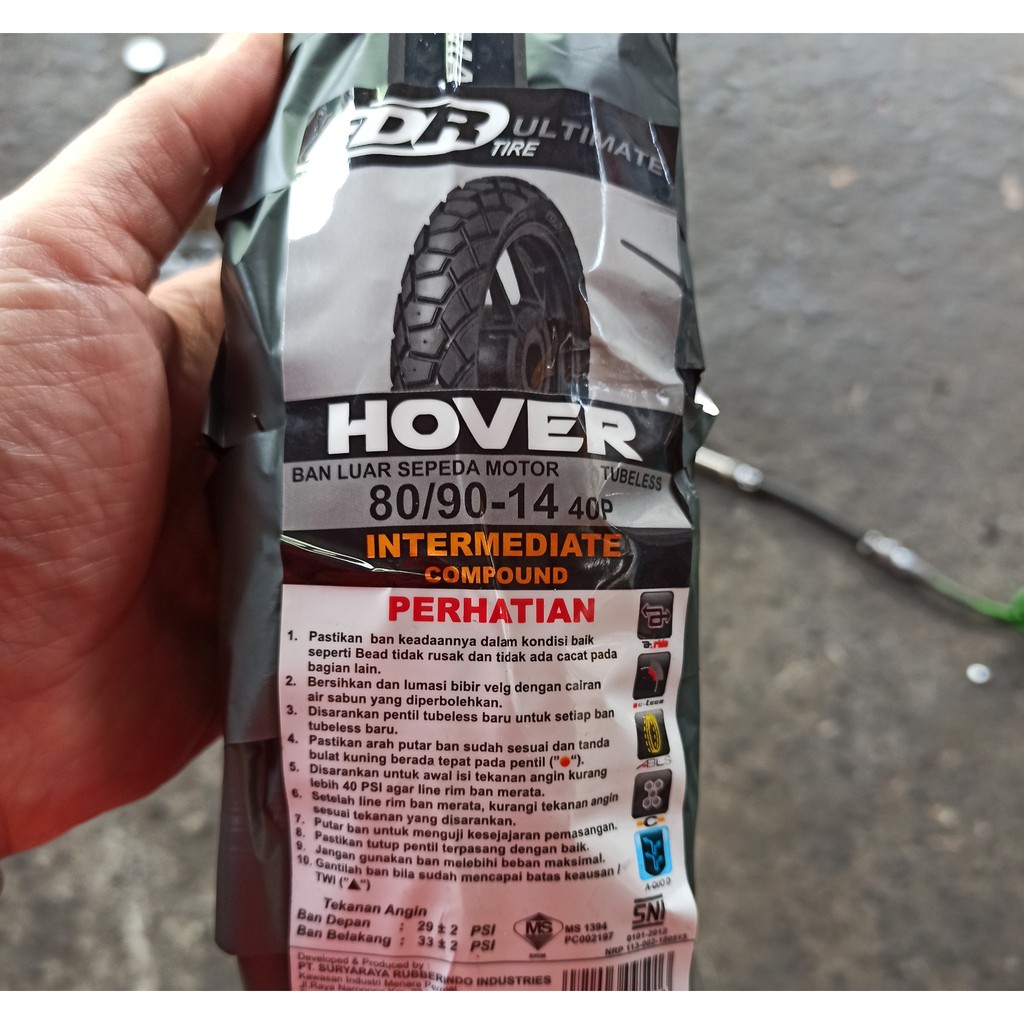 FDR TIRE ULTIMATE
HOVER
BAN LUAR SEPEDA MOTOR TUBELESS
80/90-14 40P
INTERMEDIATE
COMPOUND
PERHATIAN
1. Pastikan ban keadaannya dalam kondisi baik
seperti Bead tidak rusak dan tidak ada cacat pada
bagian lain.
2. Bersihkan dan lumasi bibir velg dengan cairan
air sabun yang diperbolehkan.
3. Disarankan pentil tubeless baru untuk setiap ban
tubeless baru.
4. Pastikan arah putar ban sudah sesuai dan tanda
bulat kuning berada tepat pada pentil ("●").
5. Disarankan untuk awal isi tekanan angin kurang
lebih 40 PSI agar line rim ban merata.
6. Setelah line rim ban merata, kurangi tekanan angin
sesuai tekanan yang disarankan.
7. Putar ban untuk menguji kesejajaran pemasangan.
8. Pastikan tutup pentil terpasang dengan baik.
9. Jangan gunakan ban melebihi beban maksimal.
10. Gantilah ban bila sudah mencapai batas keausan /
TWI ("▲")
Tekanan Angin
Ban Depan : 29 ± 2 PSI
Ban Belakang : 33 ± 2 PSI
MS
MS 1394
PC002197
SNI
Developed & Produced by :
PT. SURYARAYA RUBBERINDO INDUSTRIES
Kawasan Industri Menara